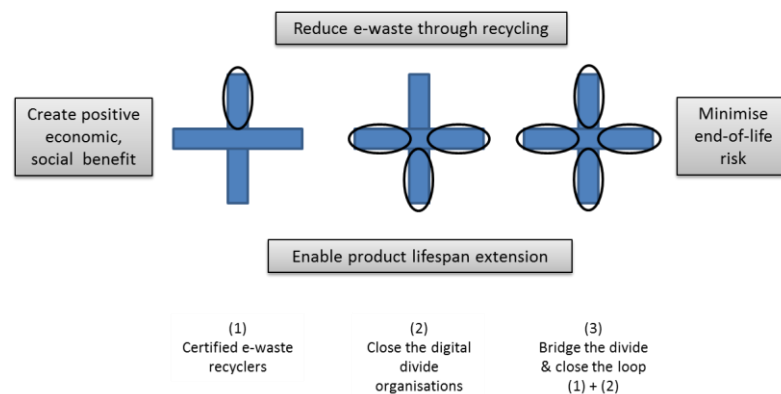 Reduce e-waste through recycling
Create positive
economic,
social benefit
Minimise
end-of-life
risk
Enable product lifespan extension
(1)
Certified e-waste
recyclers
(2)
Close the digital
divide
organisations
(3)
Bridge the divide
& close the loop
(1) + (2)